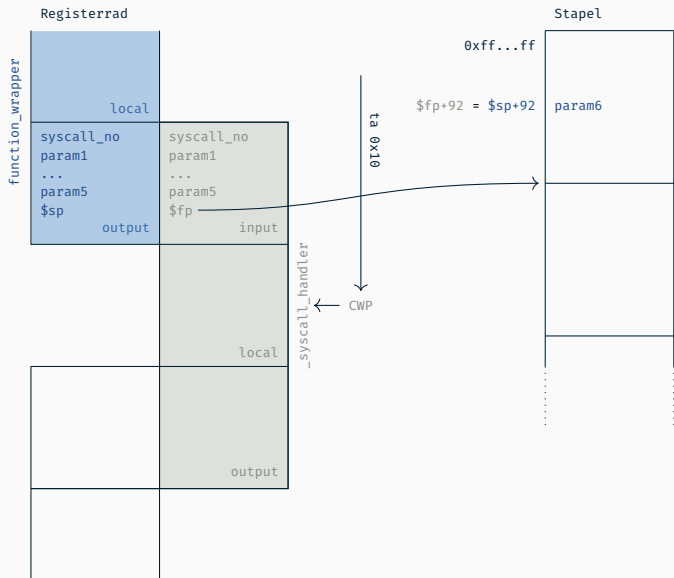 Registerrad
Stapel
0xff...ff
function_wrapper
local
ta 0x10
$fp+92 = $sp+92
param6
syscall_no
param1
...
param5
$sp
output
syscall_no
param1
...
param5
$fp
input
_syscall_handler
CWP
local
output